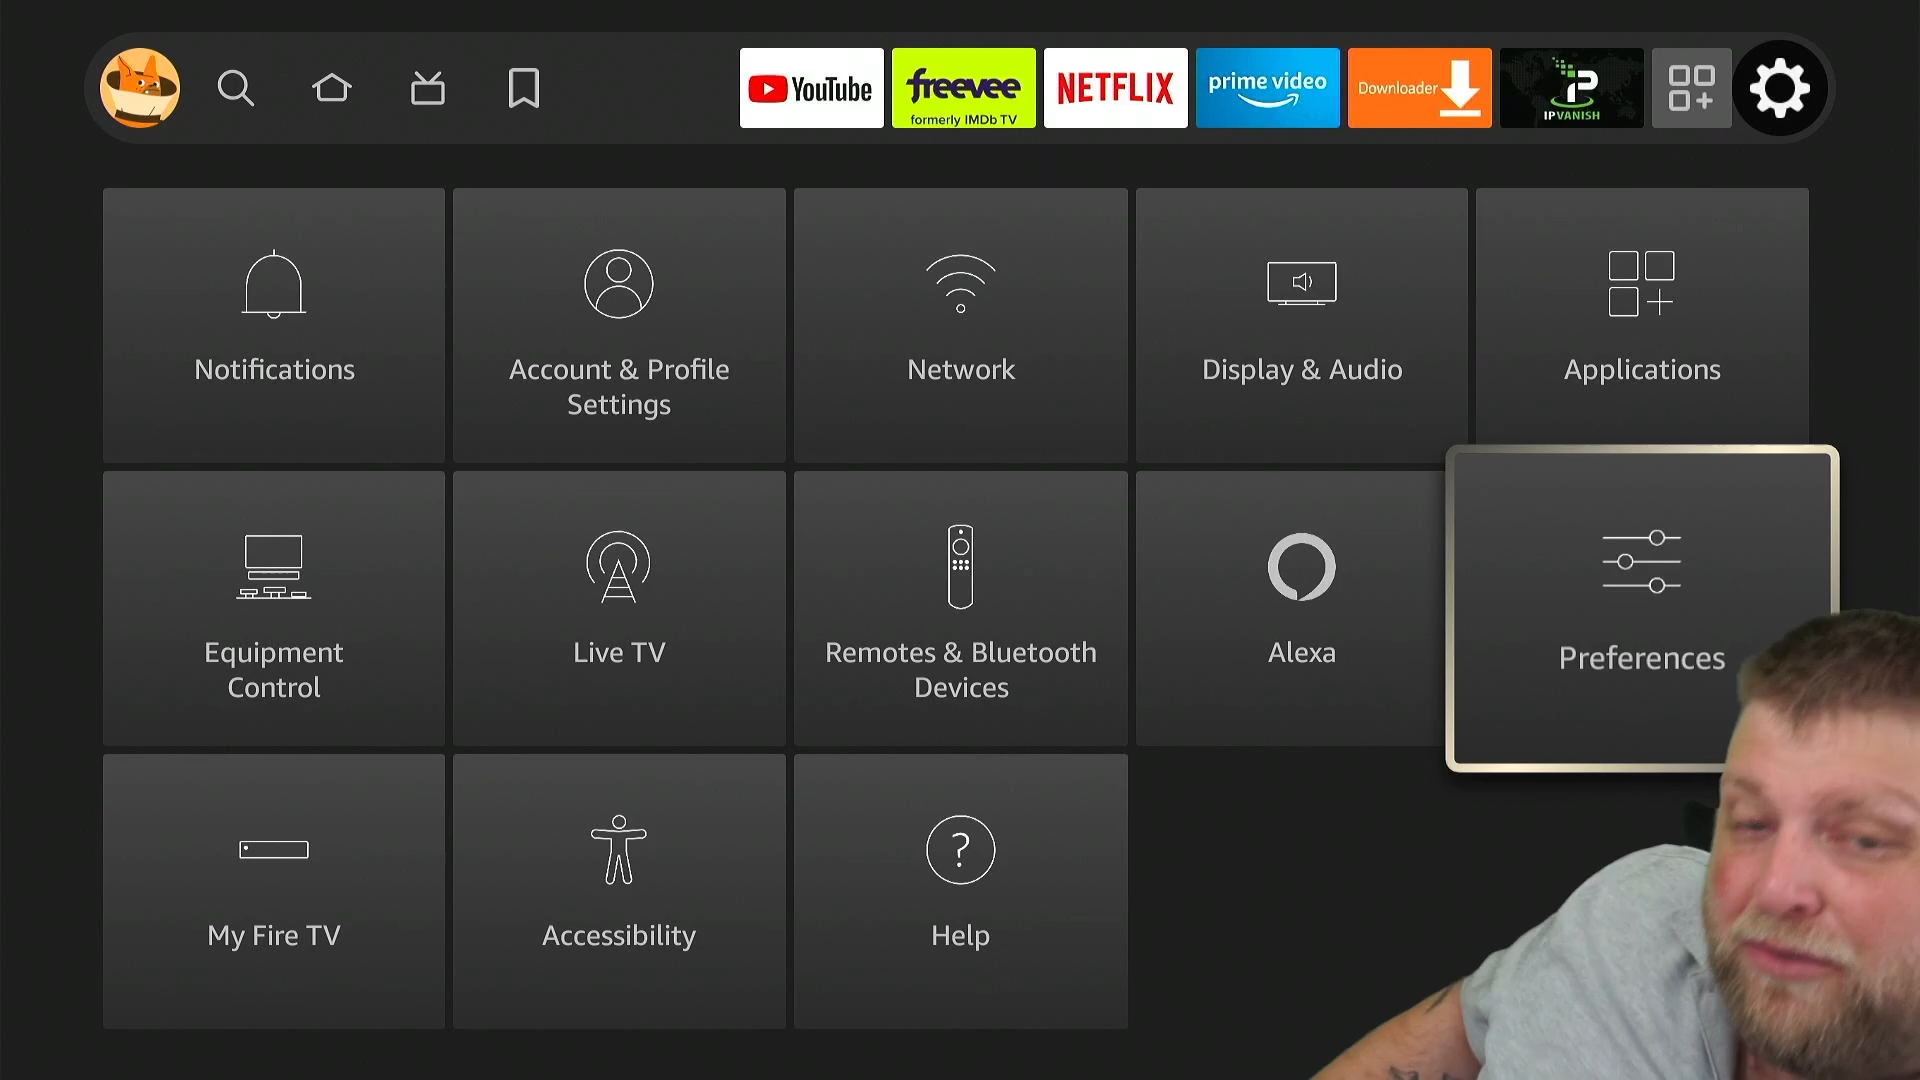 YouTube
freevee
formerly IMDb TV
NETFLIX
prime video
Downloader
IPVANISH
Notifications
Account & Profile
Settings
Network
Display & Audio
Applications
Equipment
Control
Live TV
Remotes & Bluetooth
Devices
Alexa
Preferences
My Fire TV
Accessibility
?
Help